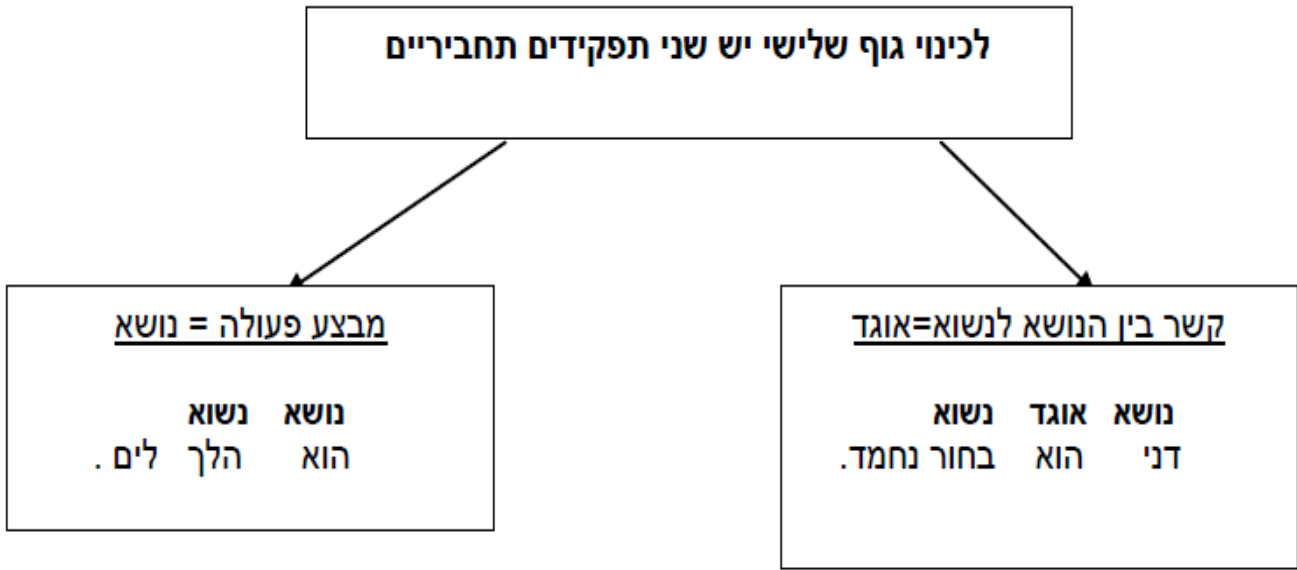 לכינוי גוף שלישי יש שני תפקידים תחביריים
קשר בין הנושא לנשוא=אוגד
נושא אוגד נשוא
דני הוא בחור נחמד.
מבצע פעולה = נושא
נושא נשוא
הוא הלך לים .